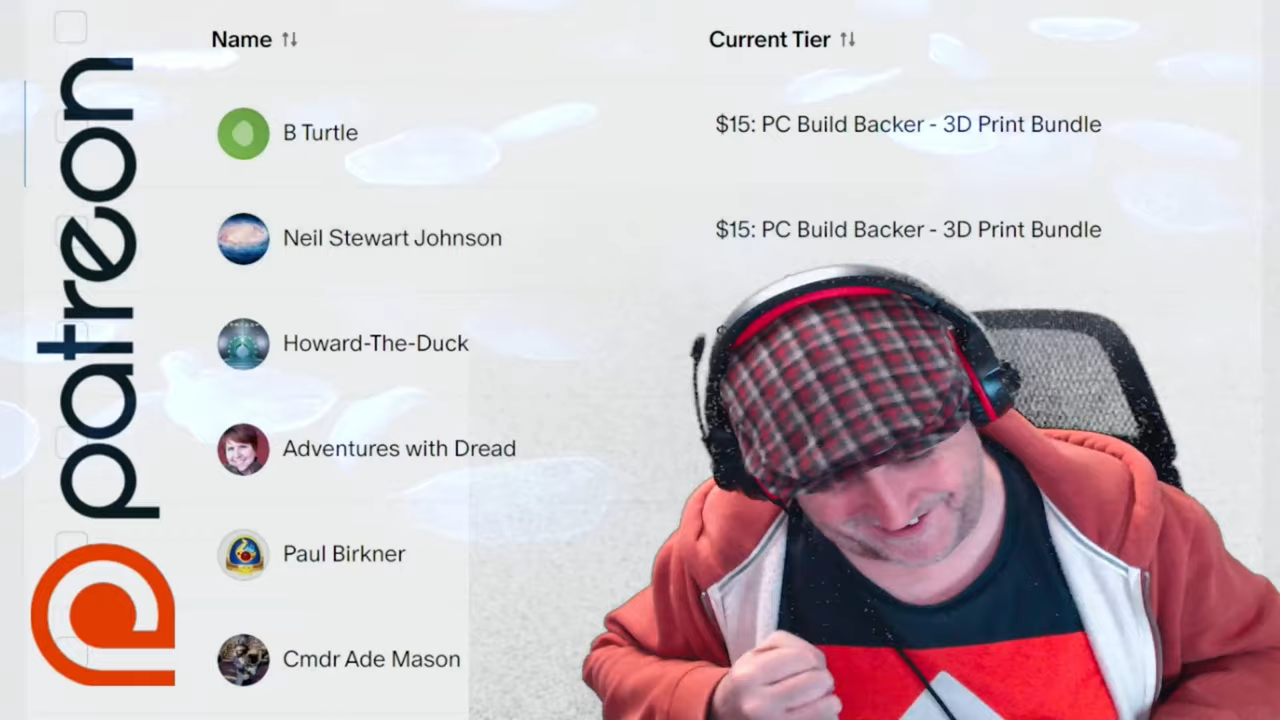 patreon
Name
Current Tier
B Turtle
$15: PC Build Backer - 3D Print Bundle
Neil Stewart Johnson
$15: PC Build Backer - 3D Print Bundle
Howard-The-Duck
Adventures with Dread
Paul Birkner
Cmdr Ade Mason